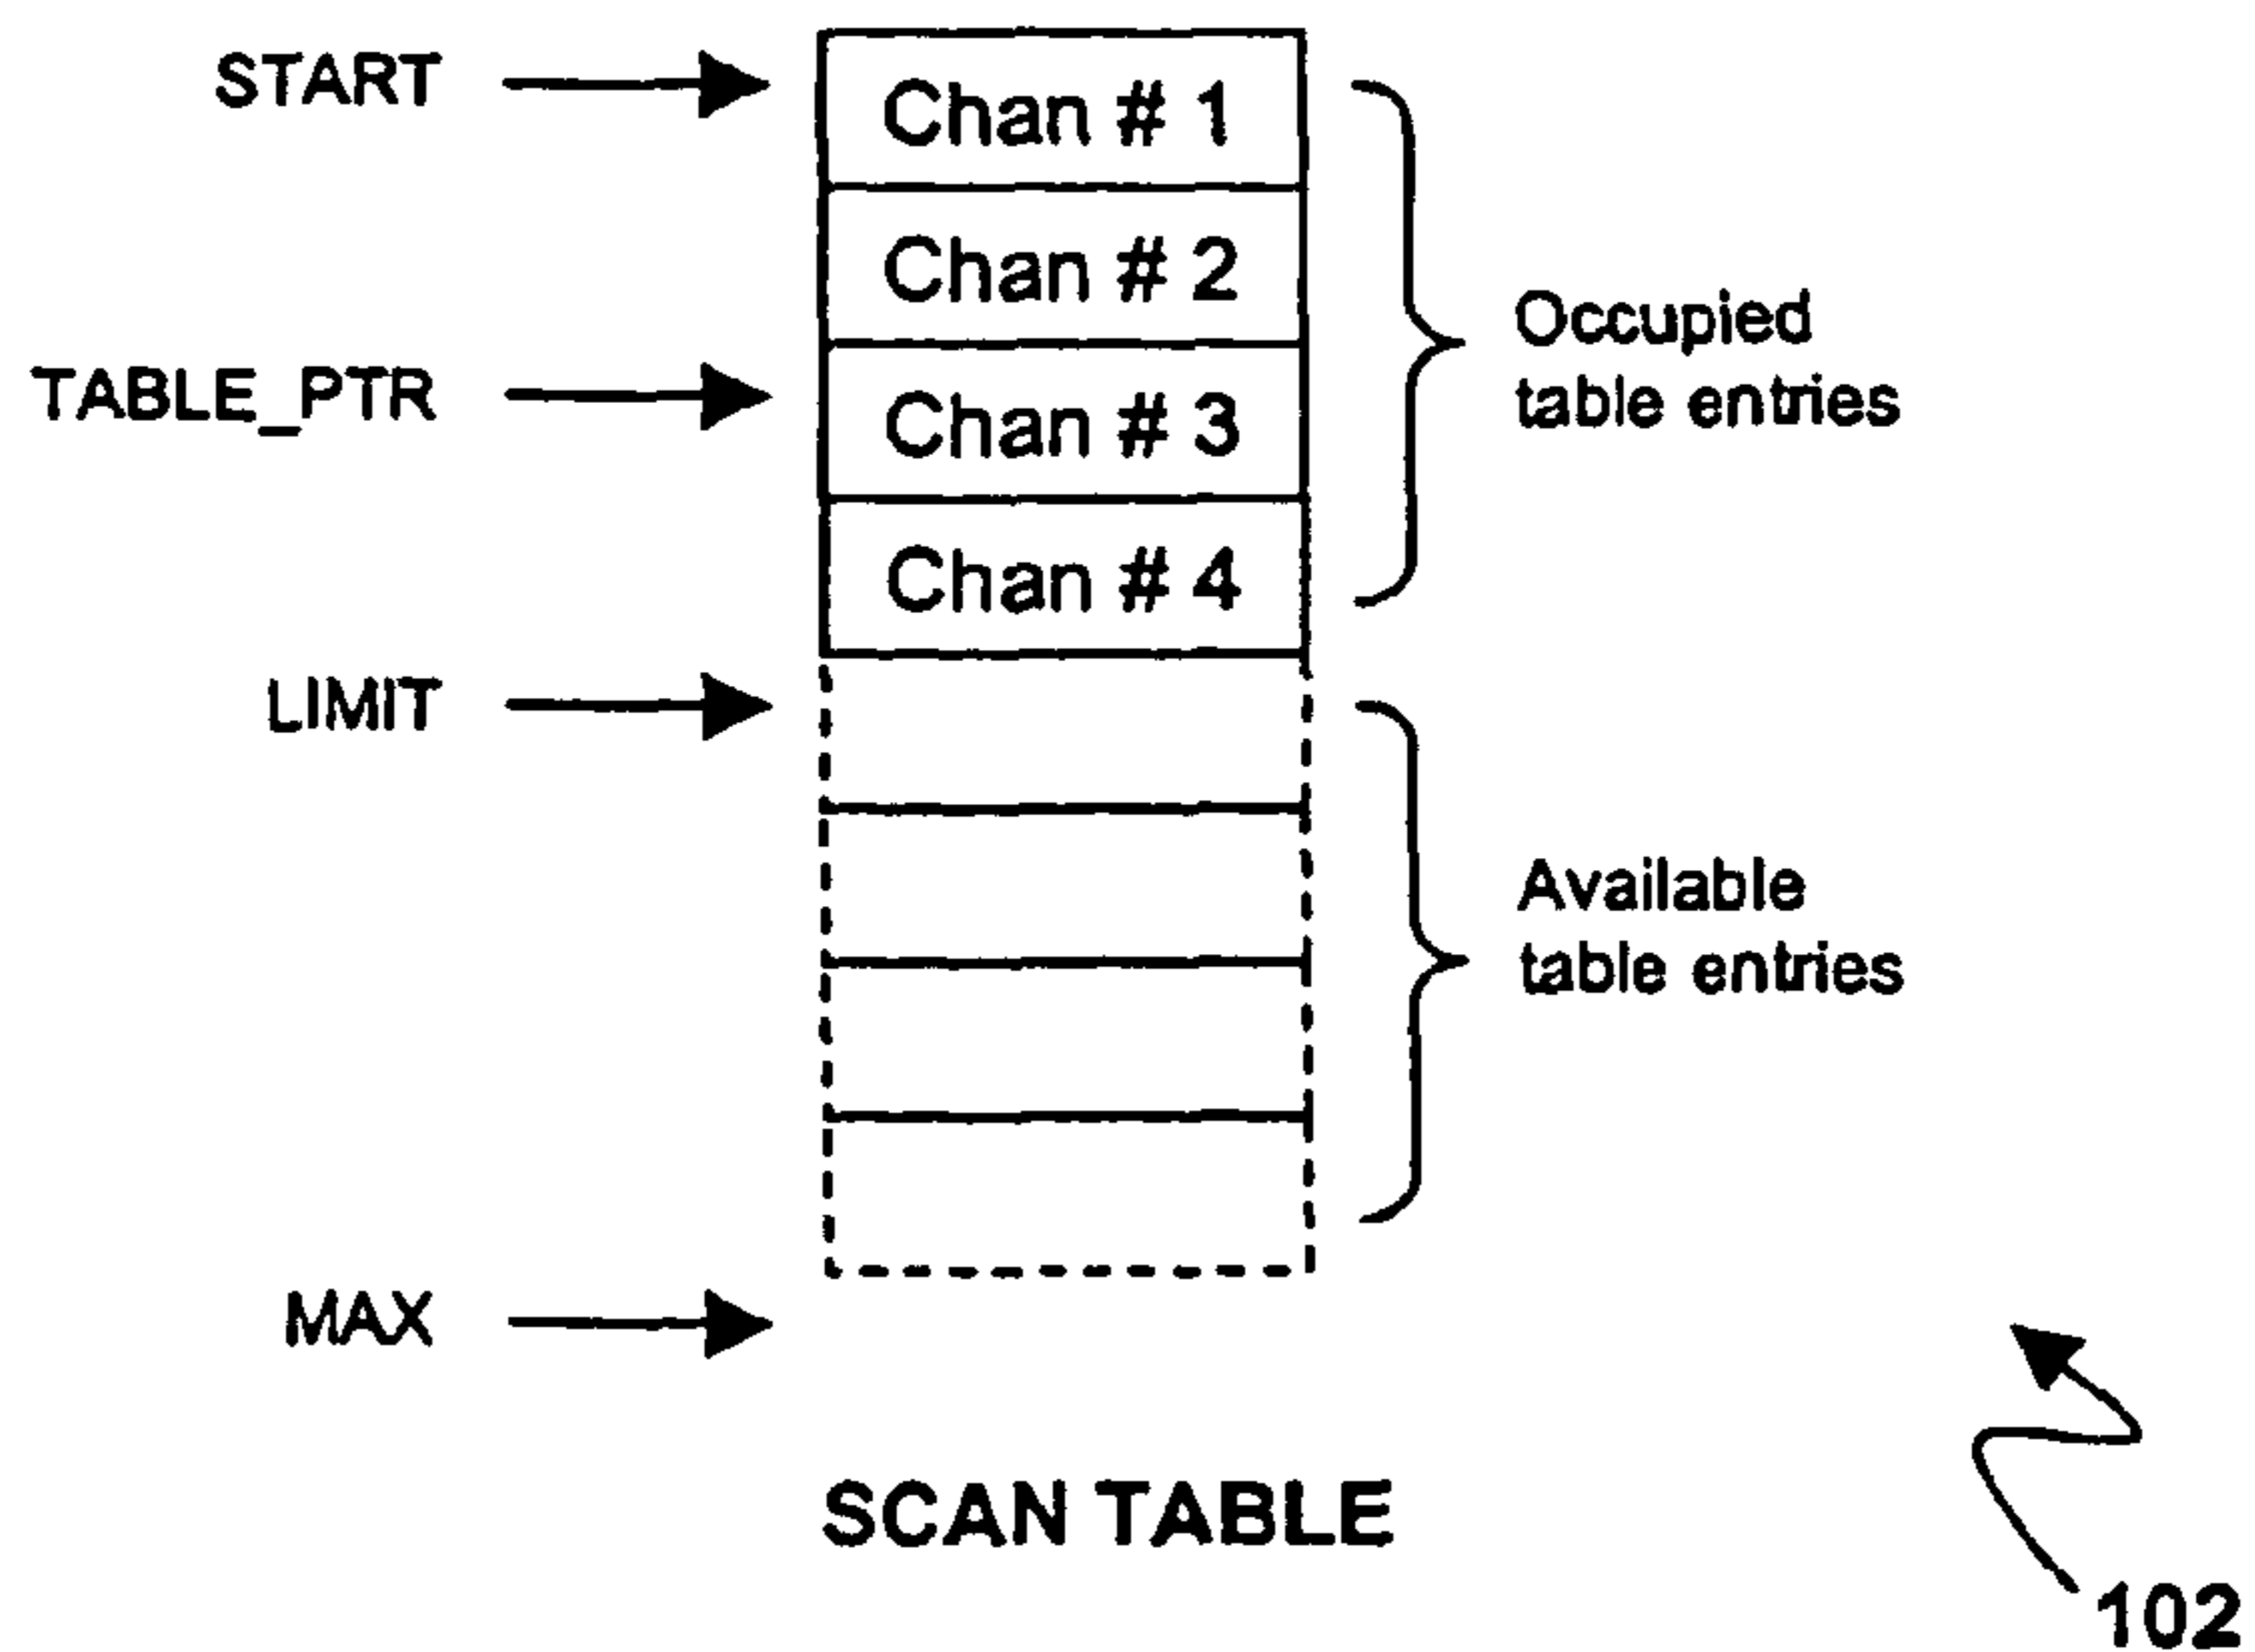 START
Chan # 1
Chan # 2
Occupied
table entries
TABLE_PTR
Chan # 3
Chan # 4
LIMIT
Available
table entries
MAX
SCAN TABLE
102